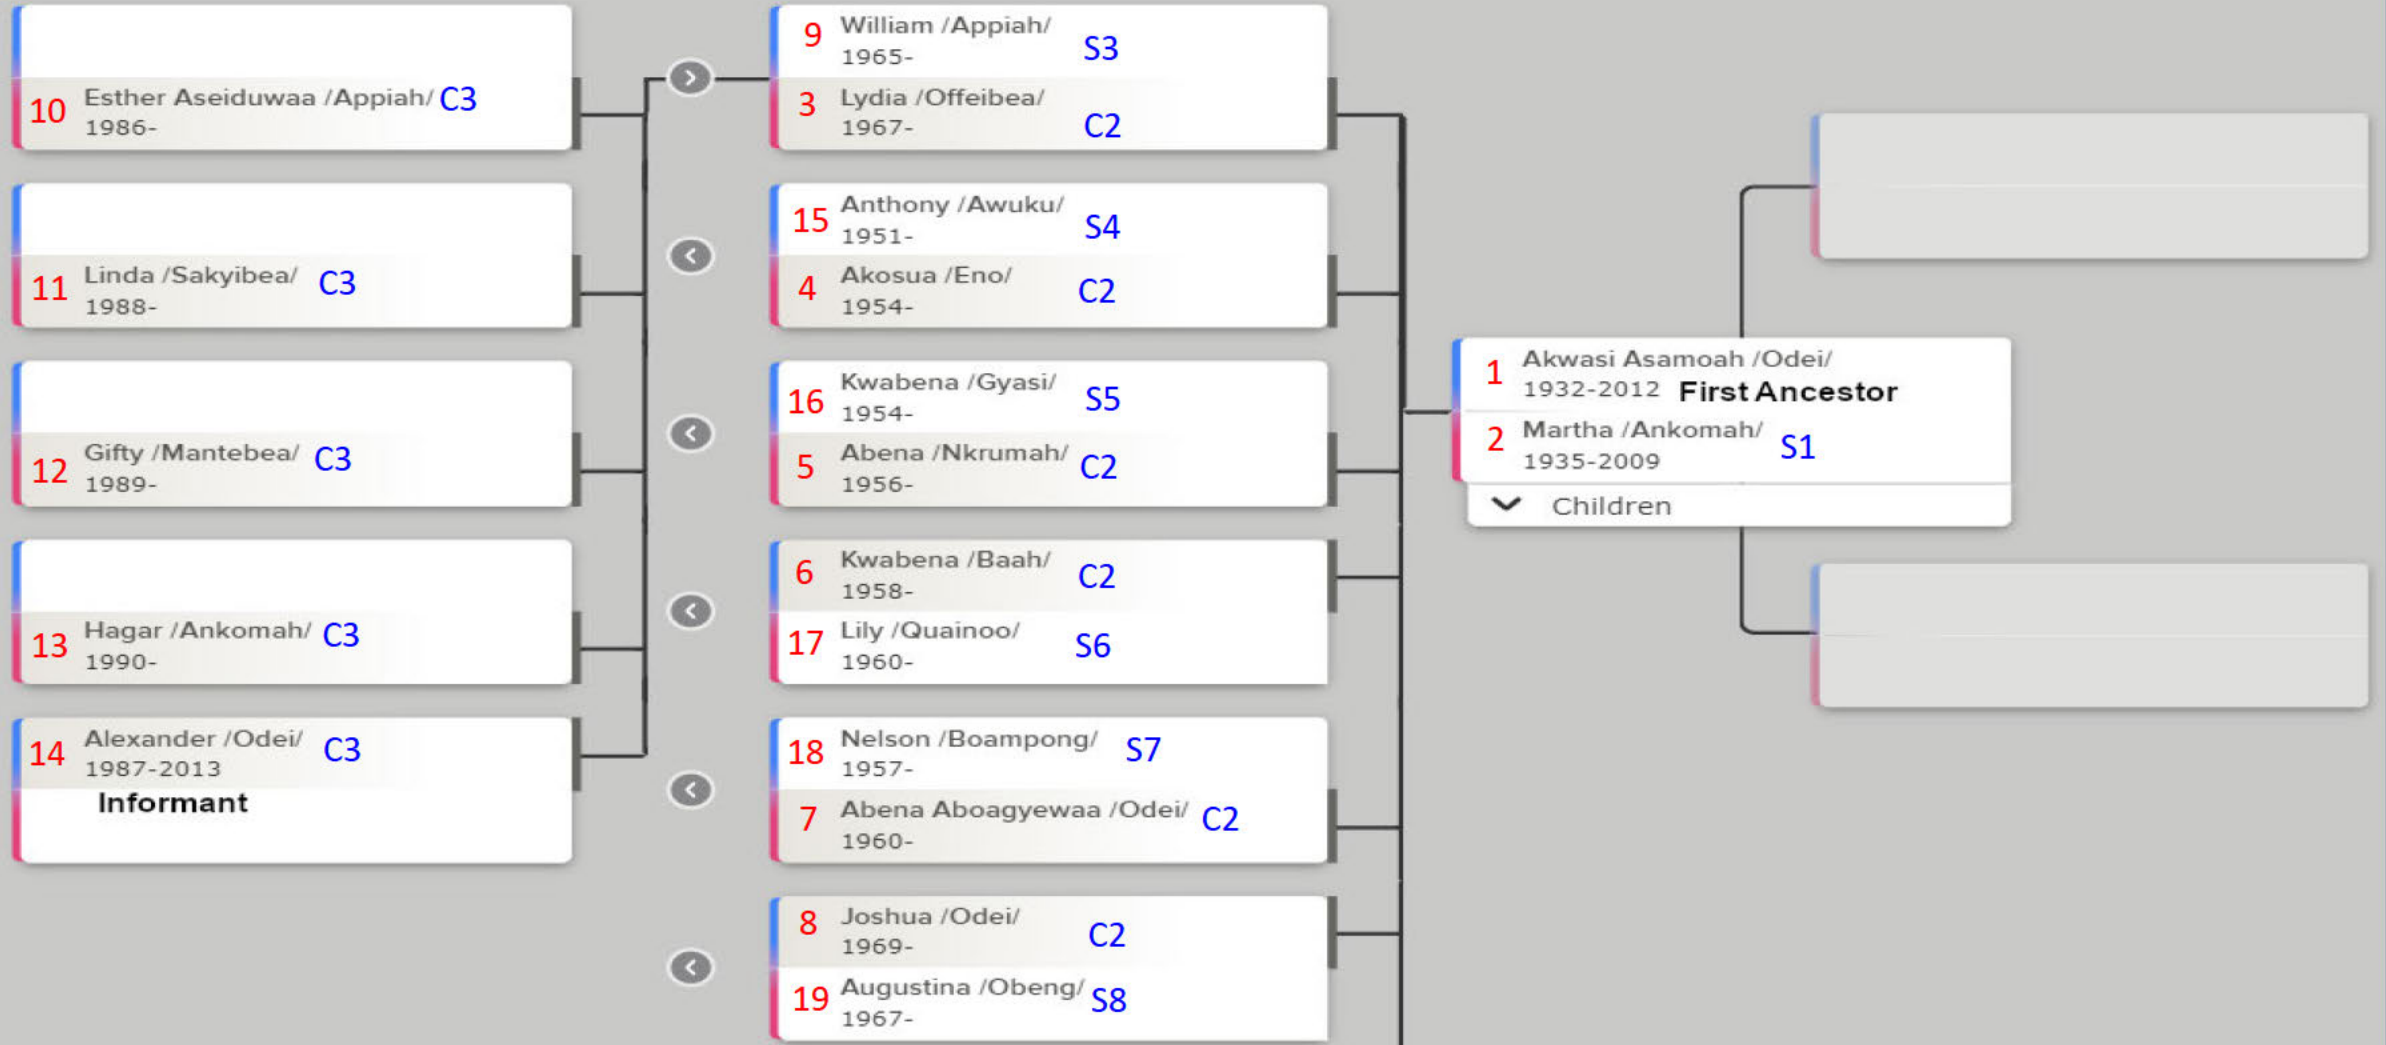 10 Esther Aseiduwaa /Appiah/ C3
1986-
11 Linda /Sakyibea/ C3
1988-
12 Gifty /Mantebea/ C3
1989-
13 Hagar /Ankomah/ C3
1990-
14 Alexander /Odei/ C3
1987-2013
Informant
9 William /Appiah/ S3
1965-
3 Lydia /Offeibea/ C2
1967-
15 Anthony /Awuku/ S4
1951-
4 Akosua /Eno/ C2
1954-
16 Kwabena /Gyasi/ S5
1954-
5 Abena /Nkrumah/ C2
1956-
6 Kwabena /Baah/ C2
1958-
17 Lily /Quainoo/ S6
1960-
18 Nelson /Boampong/ S7
1957-
7 Abena Aboagyewaa /Odei/ C2
1960-
8 Joshua /Odei/ C2
1969-
19 Augustina /Obeng/ S8
1967-
1 Akwasi Asamoah /Odei/
1932-2012 First Ancestor
2 Martha /Ankomah/ S1
1935-2009
Children